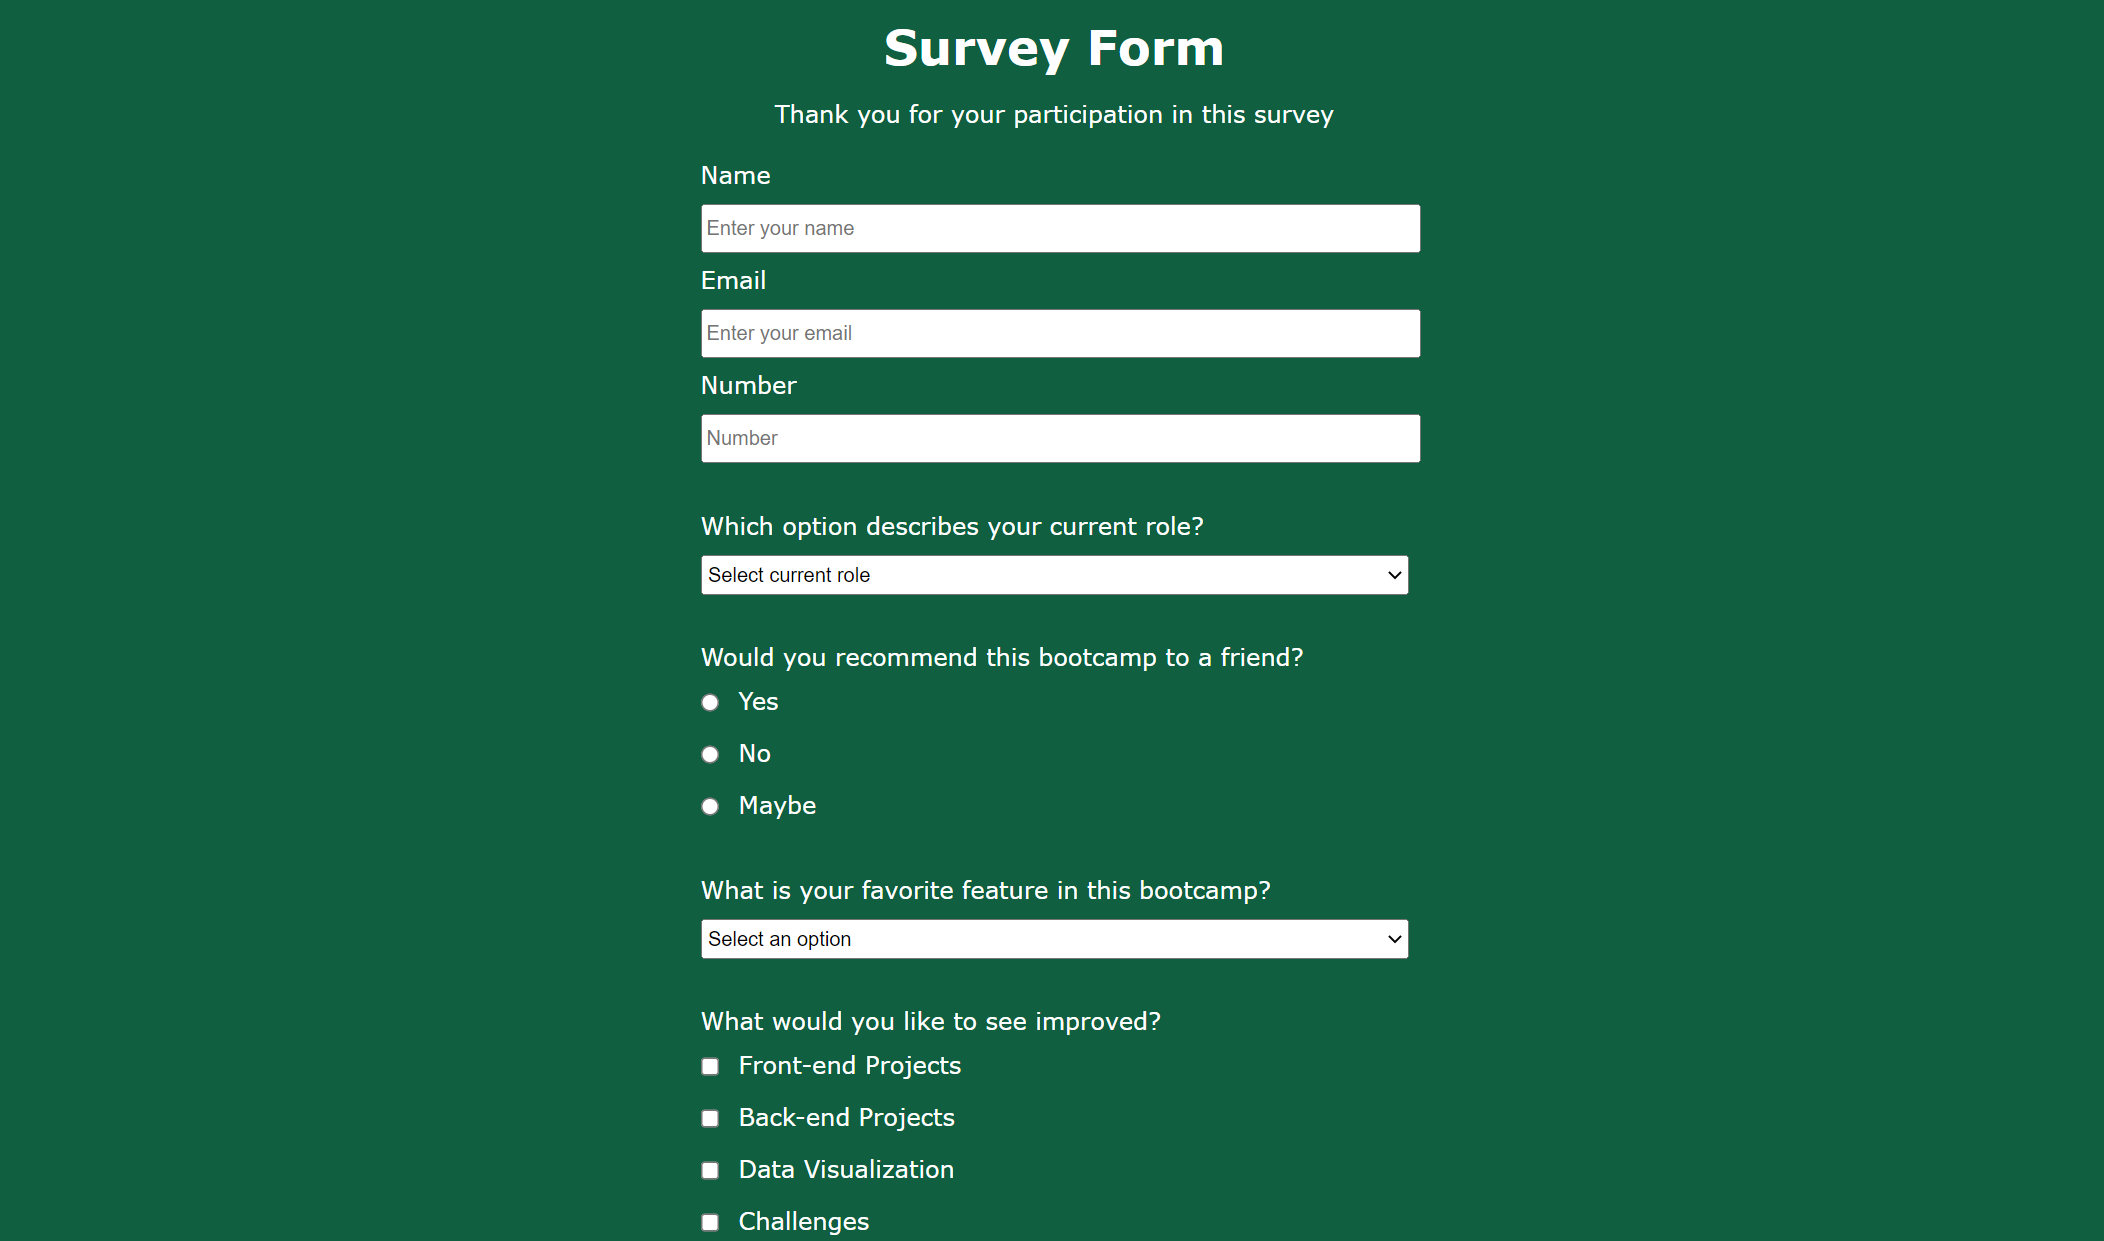 Survey Form
Thank you for your participation in this survey
Name
Enter your name
Email
Enter your email
Number
Number
Which option describes your current role?
Select current role
Would you recommend this bootcamp to a friend?
Yes
No
Maybe
What is your favorite feature in this bootcamp?
Select an option
What would you like to see improved?
Front-end Projects
Back-end Projects
Data Visualization
Challenges